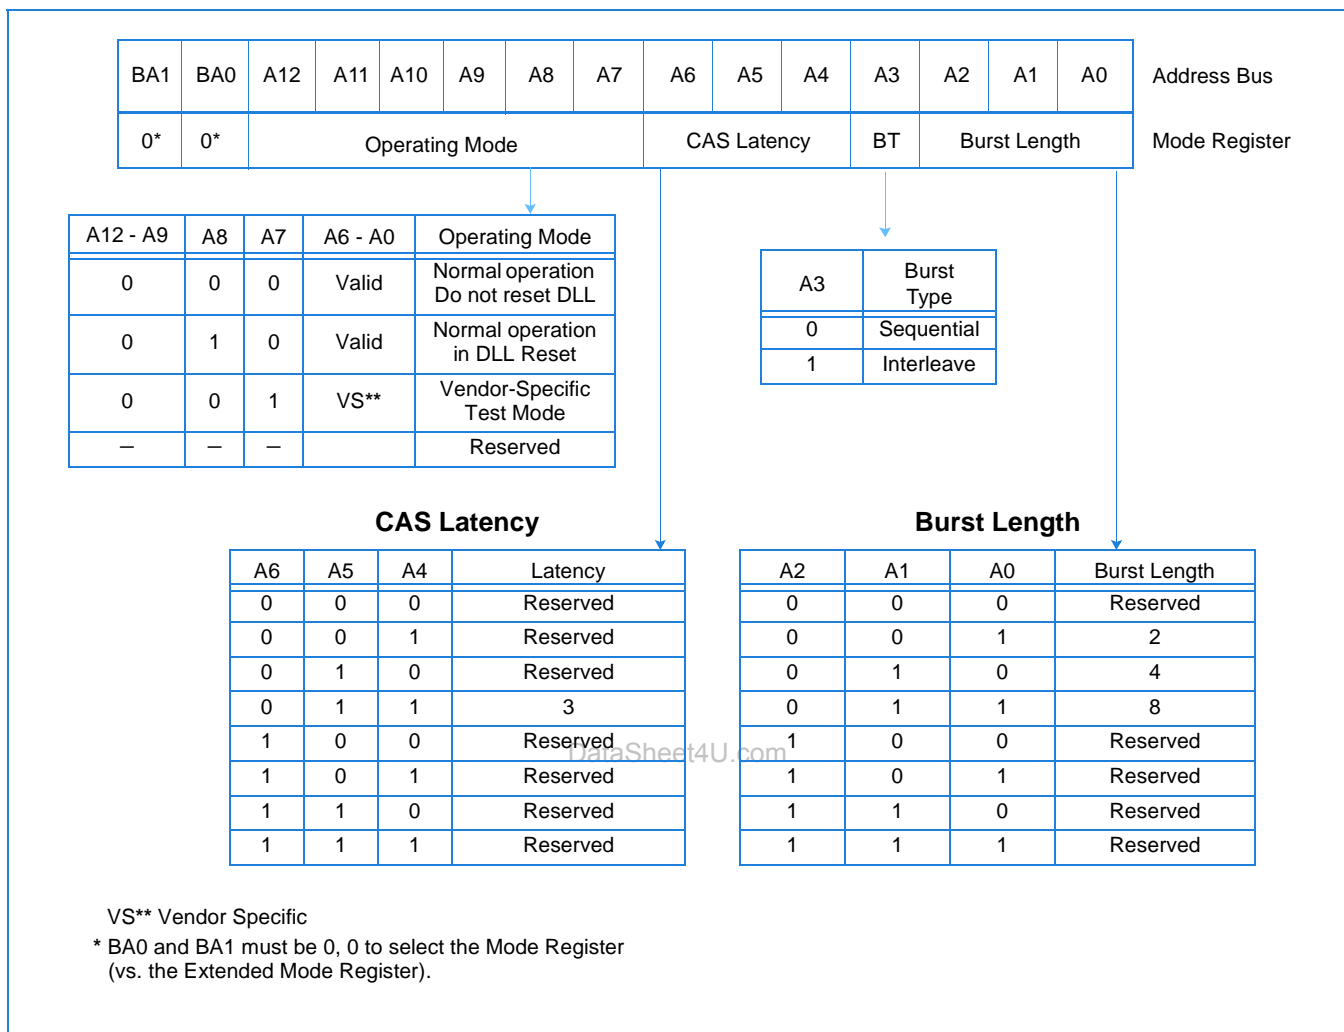 BA1 BA0 A12 A11 A10 A9 A8 A7 A6 A5 A4 A3 A2 A1 A0 Address Bus
0* 0* Operating Mode CAS Latency BT Burst Length Mode Register
A12 - A9 A8 A7 A6 - A0 Operating Mode
0 0 0 Valid Normal operation
Do not reset DLL
0 1 0 Valid Normal operation
in DLL Reset
0 0 1 VS** Vendor-Specific
Test Mode
– – – Reserved
A3 Burst
Type
0 Sequential
1 Interleave
CAS Latency
A6 A5 A4 Latency
0 0 0 Reserved
0 0 1 Reserved
0 1 0 Reserved
0 1 1 3
1 0 0 Reserved
1 0 1 Reserved
1 1 0 Reserved
1 1 1 Reserved
Burst Length
A2 A1 A0 Burst Length
0 0 0 Reserved
0 0 1 2
0 1 0 4
0 1 1 8
1 0 0 Reserved
1 0 1 Reserved
1 1 0 Reserved
1 1 1 Reserved
DataSheet4U.com
VS** Vendor Specific
* BA0 and BA1 must be 0, 0 to select the Mode Register
(vs. the Extended Mode Register).